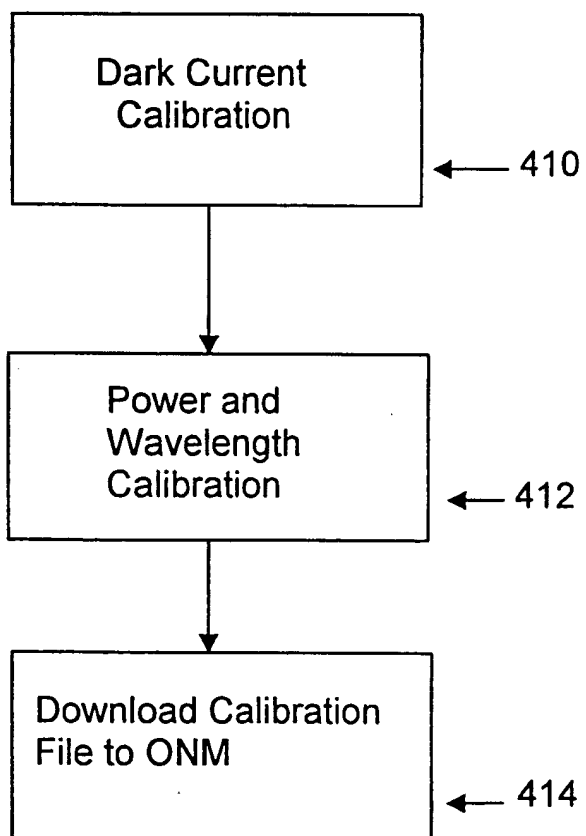 Dark Current
Calibration
410
Power and
Wavelength
Calibration
412
Download Calibration
File to ONM
414